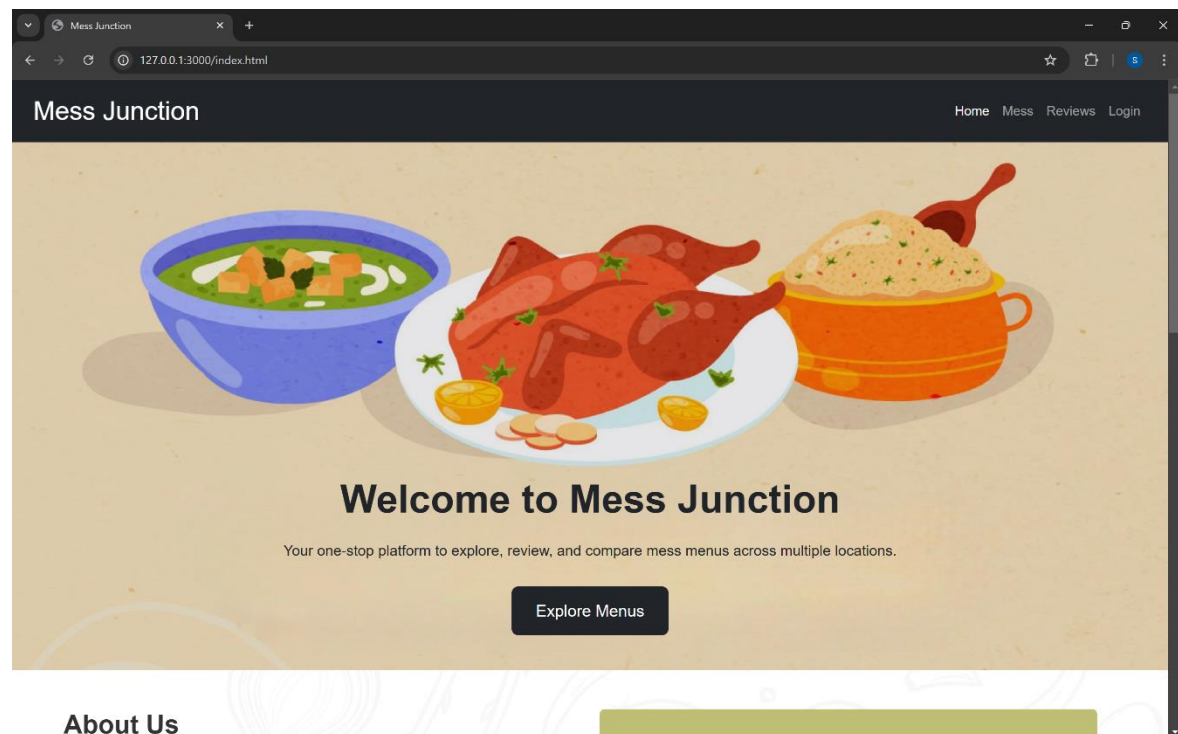 Mess Junction
127.0.0.1:3000/index.html
S
Mess Junction
Home Mess Reviews Login
Welcome to Mess Junction
Your one-stop platform to explore, review, and compare mess menus across multiple locations.
Explore Menus
About Us